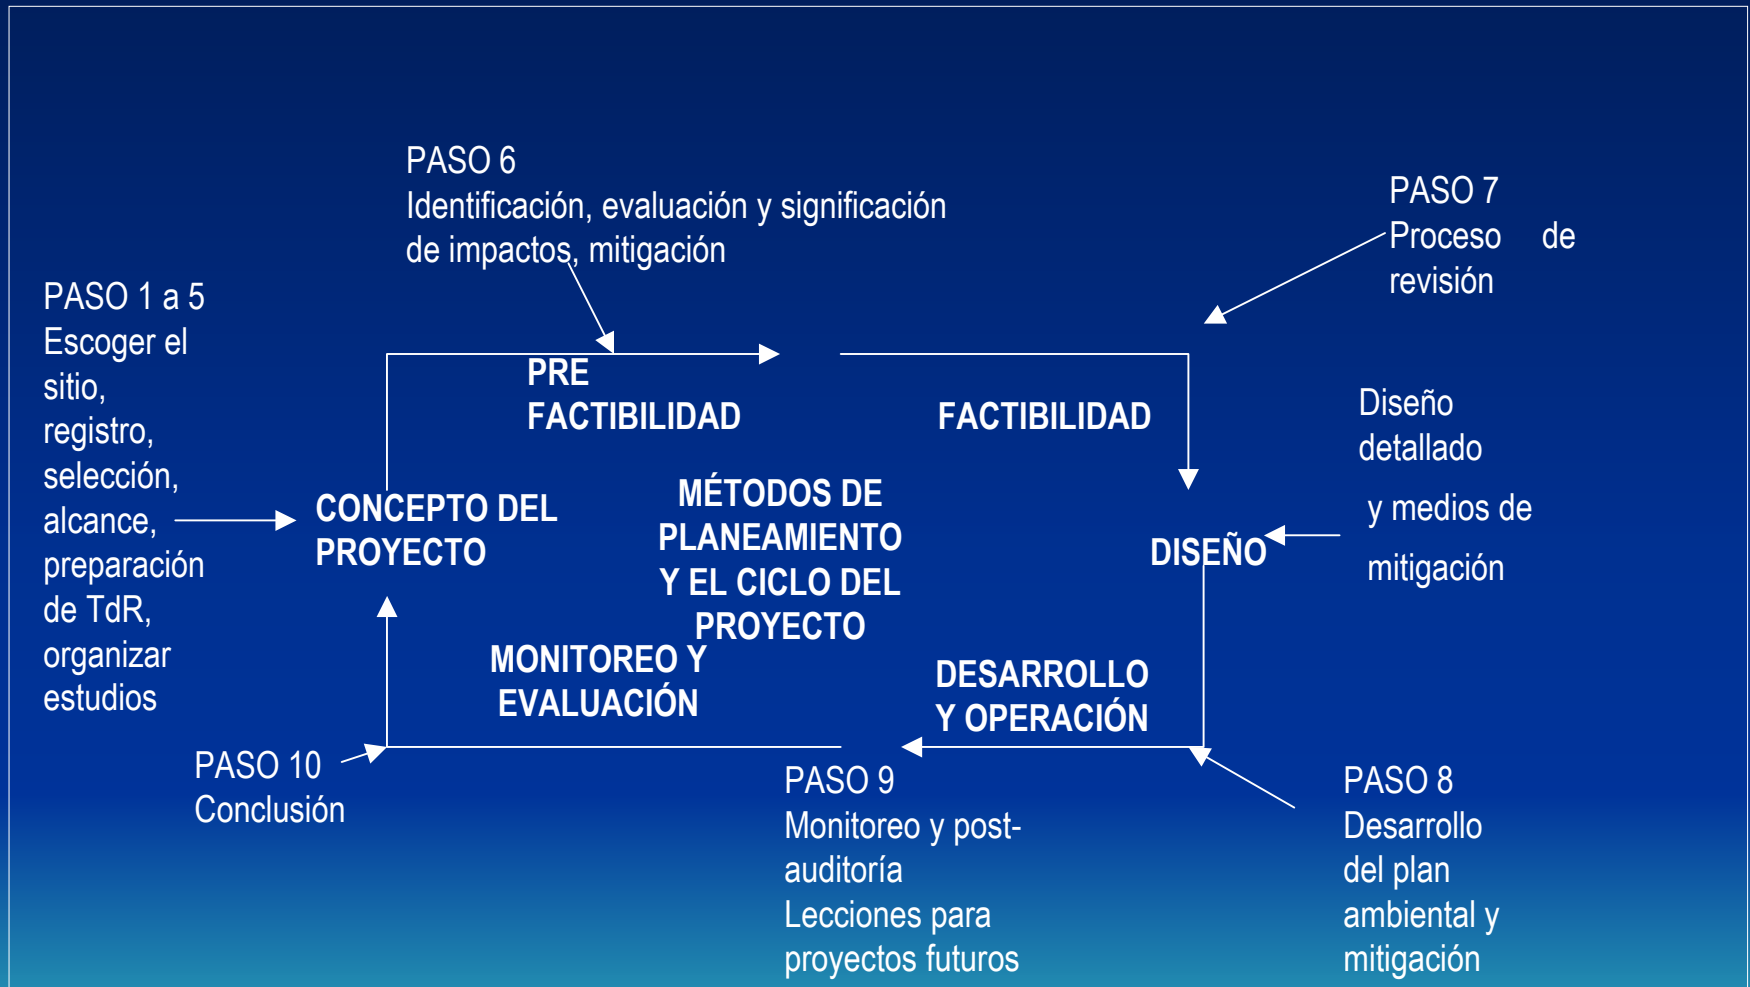 PASO 6
Identificación, evaluación y significación
de impactos, mitigación
PASO 7
Proceso de
revisión
PASO 1 a 5
Escoger el
sitio,
registro,
selección,
alcance,
preparación
de TdR,
organizar
estudios
PRE
FACTIBILIDAD
FACTIBILIDAD
Diseño
detallado
y medios de
mitigación
CONCEPTO DEL
PROYECTO
MÉTODOS DE
PLANEAMIENTO
Y EL CICLO DEL
PROYECTO
DISEÑO
MONITOREO Y
EVALUACIÓN
DESARROLLO
Y OPERACIÓN
PASO 10
Conclusión
PASO 9
Monitoreo y post-
auditoría
Lecciones para
proyectos futuros
PASO 8
Desarrollo
del plan
ambiental y
mitigación